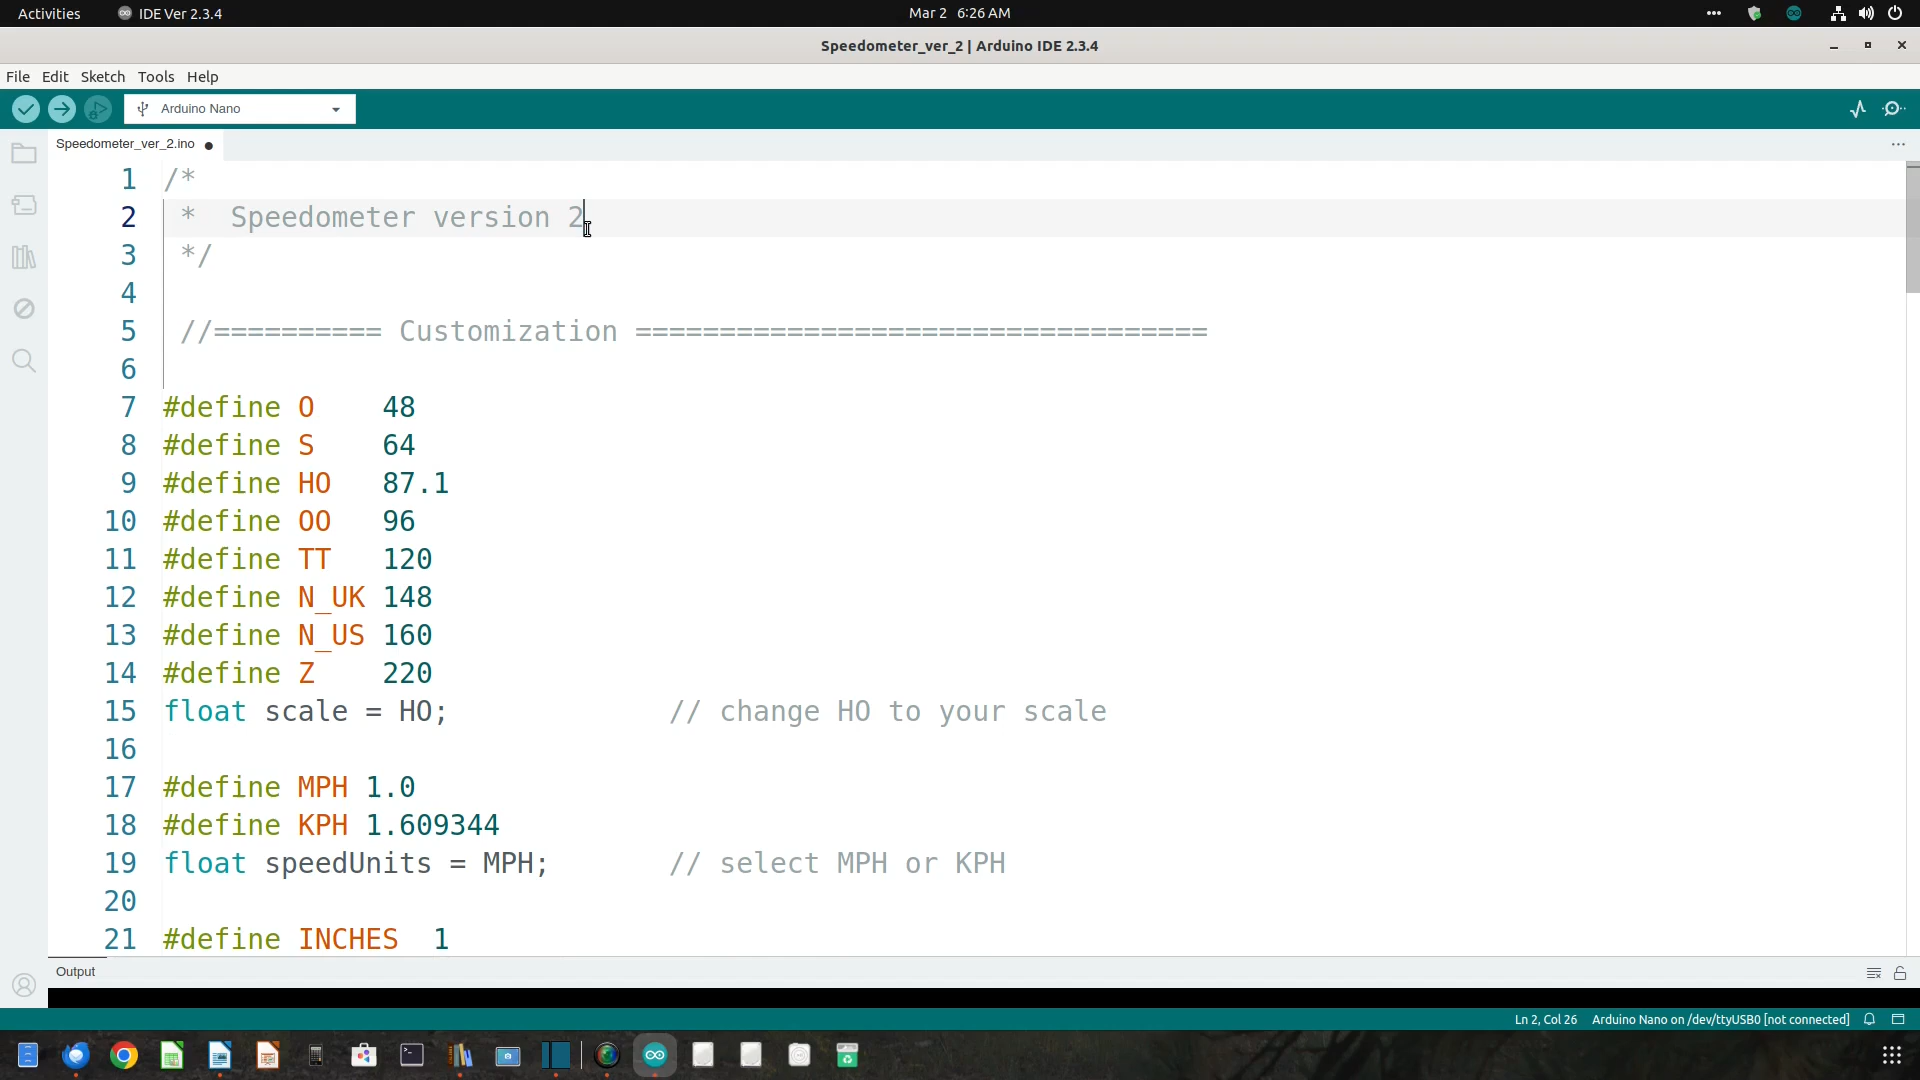 Activities IDE Ver 2.3.4 Mar 2 6:26 AM
Speedometer_ver_2 | Arduino IDE 2.3.4
File Edit Sketch Tools Help
Arduino Nano
Speedometer_ver_2.ino
1 /*
2 * Speedometer version 2
3 */
4
5 //========== Customization ==================================
6
7 #define O 48
8 #define S 64
9 #define HO 87.1
10 #define OO 96
11 #define TT 120
12 #define N_UK 148
13 #define N_US 160
14 #define Z 220
15 float scale = HO; // change HO to your scale
16
17 #define MPH 1.0
18 #define KPH 1.609344
19 float speedUnits = MPH; // select MPH or KPH
20
21 #define INCHES 1
Output
Ln 2, Col 26 Arduino Nano on /dev/ttyUSB0 [not connected]